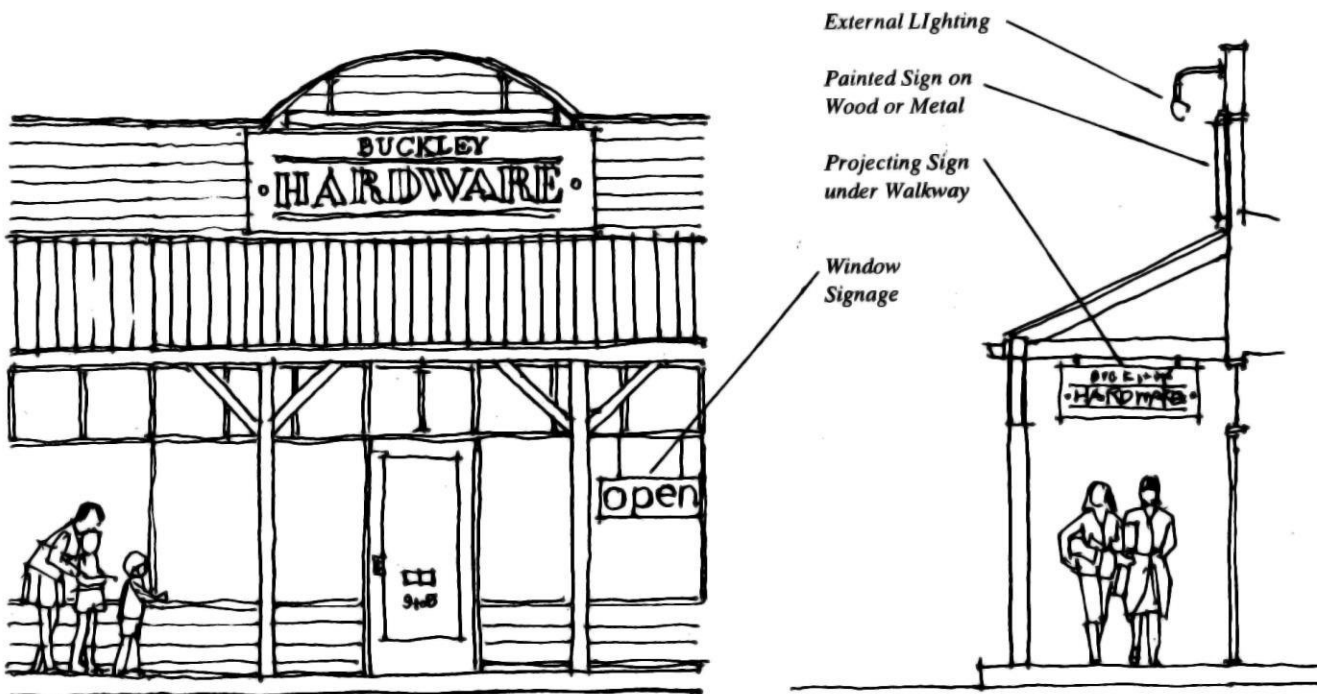 BUCKLEY
HARDWARE
open
External LIghting
Painted Sign on
Wood or Metal
Projecting Sign
under Walkway
Window
Signage
HARDWARE